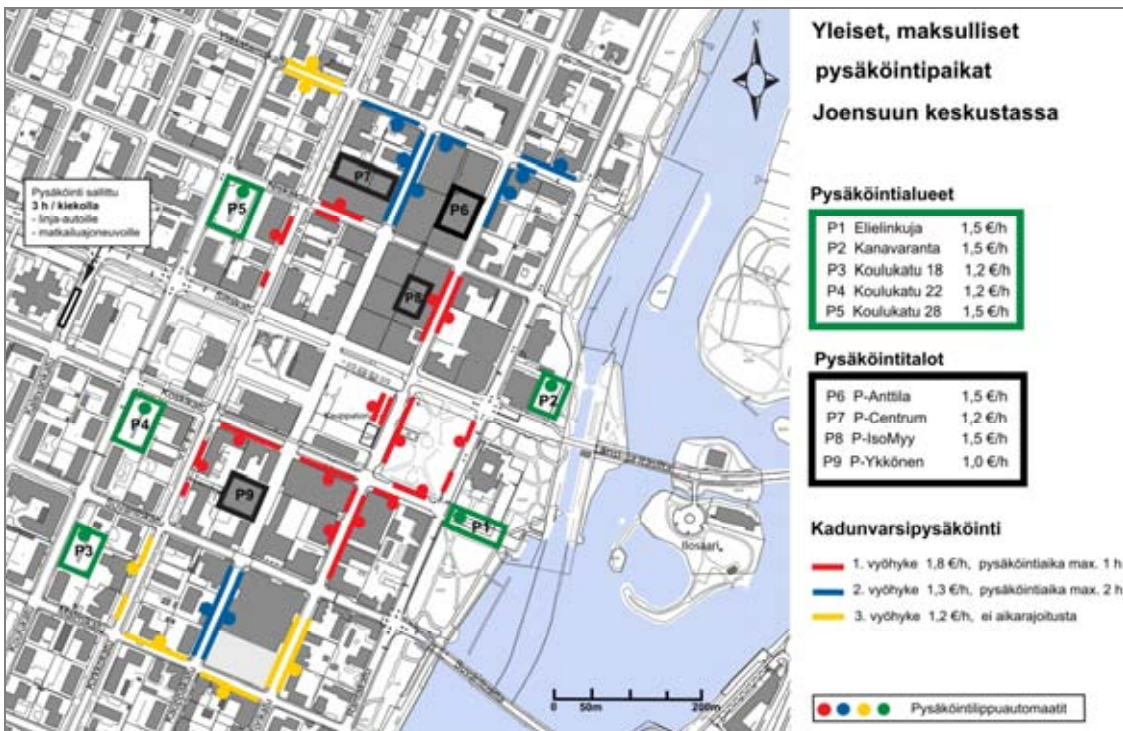 Yleiset, maksulliset
pysäköintipaikat
Joensuun keskustassa
N
Pysäköintialueet
P1 Elielinkuja 1,5 €/h
P2 Kanavaranta 1,5 €/h
P3 Koulukatu 18 1,2 €/h
P4 Koulukatu 22 1,2 €/h
P5 Koulukatu 28 1,5 €/h
Pysäköintitalot
P6 P-Anttila 1,5 €/h
P7 P-Centrum 1,2 €/h
P8 P-IsoMyy 1,5 €/h
P9 P-Ykkönen 1,0 €/h
Kadunvarsipysäköinti
1. vyöhyke 1,8 €/h, pysäköintiaika max. 1 h
2. vyöhyke 1,3 €/h, pysäköintiaika max. 2 h
3. vyöhyke 1,2 €/h, ei aikarajoitusta
Pysäköintilippuautomaatit
Pysäköinti sallittu
3 h / kiekolla
- linja-autoille
- matkailuajoneuvoille
P7
P5
P6
P8
Siltakatu
P2
P4
Kauppatori
P9
P1
P3
Ilosaari
0 50m 200m